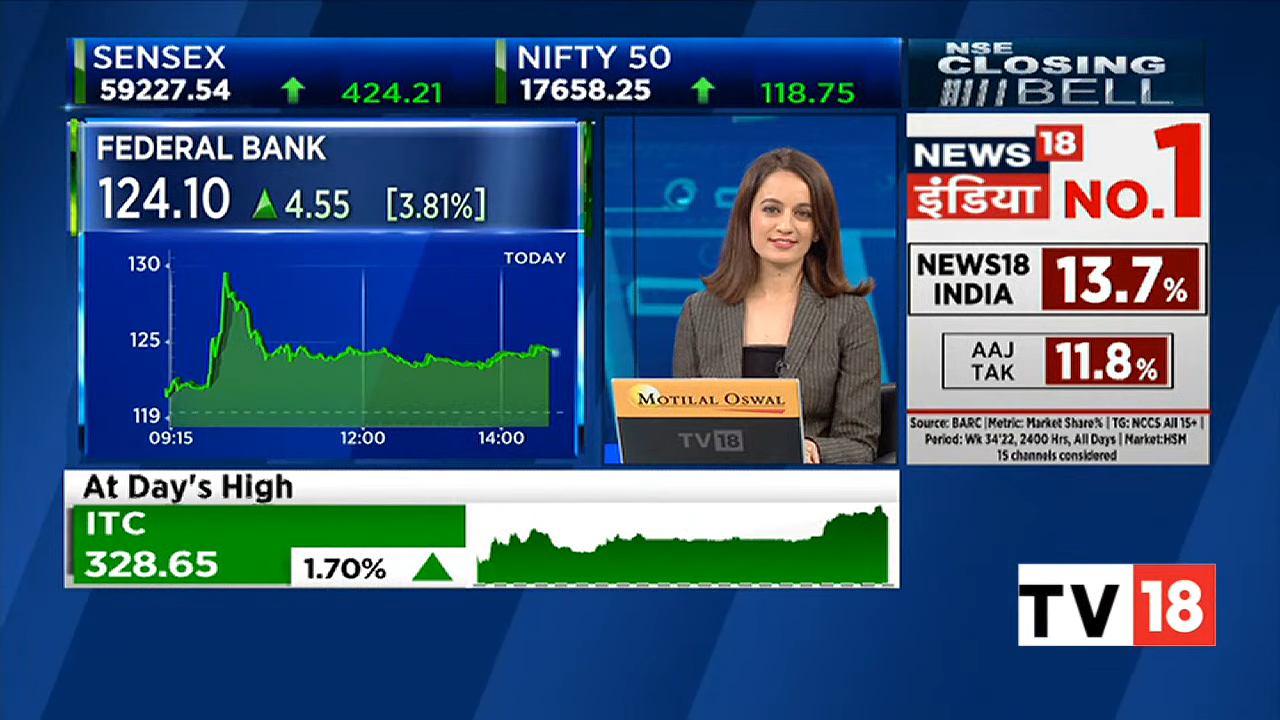 SENSEX
59227.54 424.21
NIFTY 50
17658.25 118.75
NSE
CLOSING
BELL
FEDERAL BANK
124.10 4.55 [3.81%]
TODAY
130
125
119
09:15 12:00 14:00
MOTILAL OSWAL
TV18
NEWS 18
इंडिया
NO.1
NEWS18
INDIA
13.7%
AAJ
TAK
11.8%
Source: BARC |Metric: Market Share% | TG: NCCS All 15+ |
Period: Wk 34'22, 2400 Hrs, All Days | Market:HSM
15 channels considered
At Day's High
ITC
328.65
1.70%
TV18